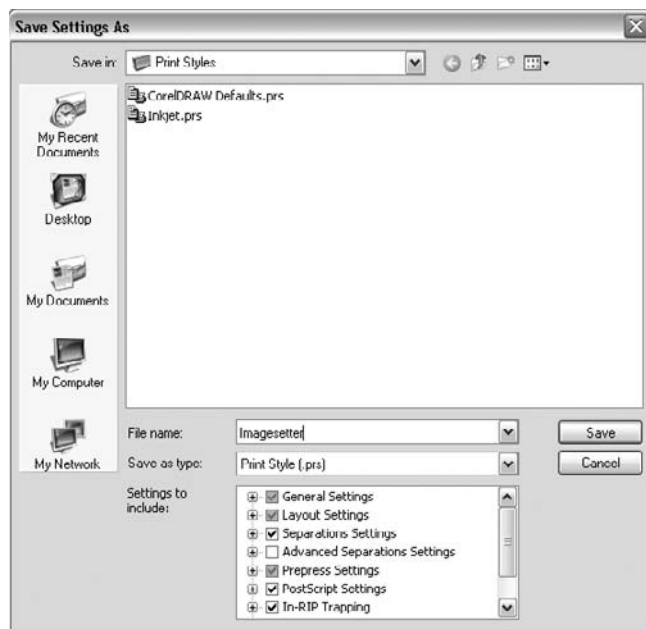 Save Settings As
Save in:
Print Styles
My Recent
Documents
Desktop
My Documents
My Computer
My Network
CorelDRAW Defaults.prs
Inkjet.prs
File name:
Imagesetter
Save
Save as type:
Print Style (.prs)
Cancel
Settings to
include:
General Settings
Layout Settings
Separations Settings
Advanced Separations Settings
Prepress Settings
PostScript Settings
In-RIP Trapping